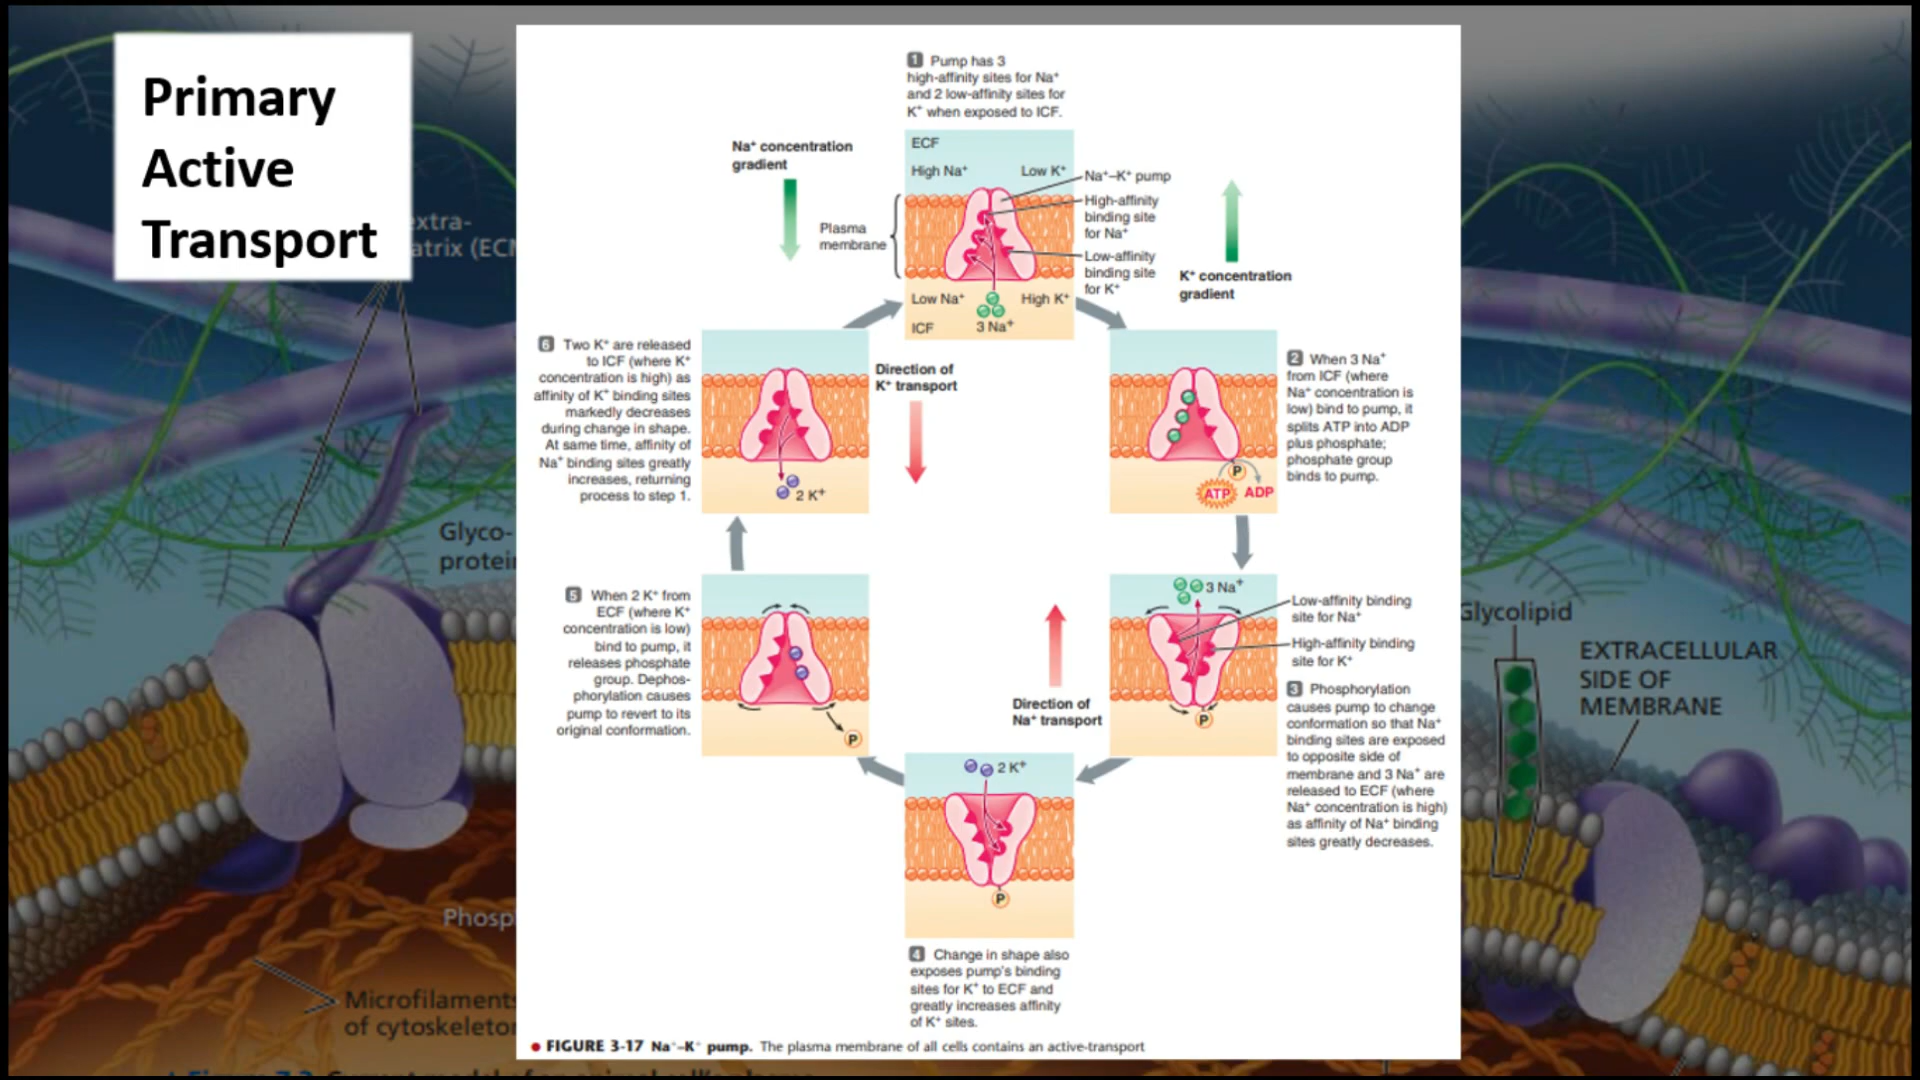 Primary
Active
Transport
extra-
atrix (ECM
Glyco-
protein
Phosp
Microfilaments
of cytoskeleton
Glycolipid
EXTRACELLULAR
SIDE OF
MEMBRANE
1 Pump has 3
high-affinity sites for Na⁺
and 2 low-affinity sites for
K⁺ when exposed to ICF.
Na⁺ concentration
gradient
ECF
High Na⁺ Low K⁺
Plasma
membrane
Na⁺–K⁺ pump
High-affinity
binding site
for Na⁺
Low-affinity
binding site
for K⁺
K⁺ concentration
gradient
Low Na⁺ High K⁺
ICF 3 Na⁺
2 When 3 Na⁺
from ICF (where
Na⁺ concentration is
low) bind to pump, it
splits ATP into ADP
plus phosphate;
phosphate group
binds to pump.
P
ATP ADP
3 Na⁺
Low-affinity binding
site for Na⁺
High-affinity binding
site for K⁺
P
3 Phosphorylation
causes pump to change
conformation so that Na⁺
binding sites are exposed
to opposite side of
membrane and 3 Na⁺ are
released to ECF (where
Na⁺ concentration is high)
as affinity of Na⁺ binding
sites greatly decreases.
Direction of
Na⁺ transport
2 K⁺
P
4 Change in shape also
exposes pump's binding
sites for K⁺ to ECF and
greatly increases affinity
of K⁺ sites.
5 When 2 K⁺ from
ECF (where K⁺
concentration is low)
bind to pump, it
releases phosphate
group. Dephos-
phorylation causes
pump to revert to its
original conformation.
P
6 Two K⁺ are released
to ICF (where K⁺
concentration is high) as
affinity of K⁺ binding sites
markedly decreases
during change in shape.
At same time, affinity of
Na⁺ binding sites greatly
increases, returning
process to step 1.
2 K⁺
Direction of
K⁺ transport
• FIGURE 3-17 Na⁺–K⁺ pump. The plasma membrane of all cells contains an active-transport